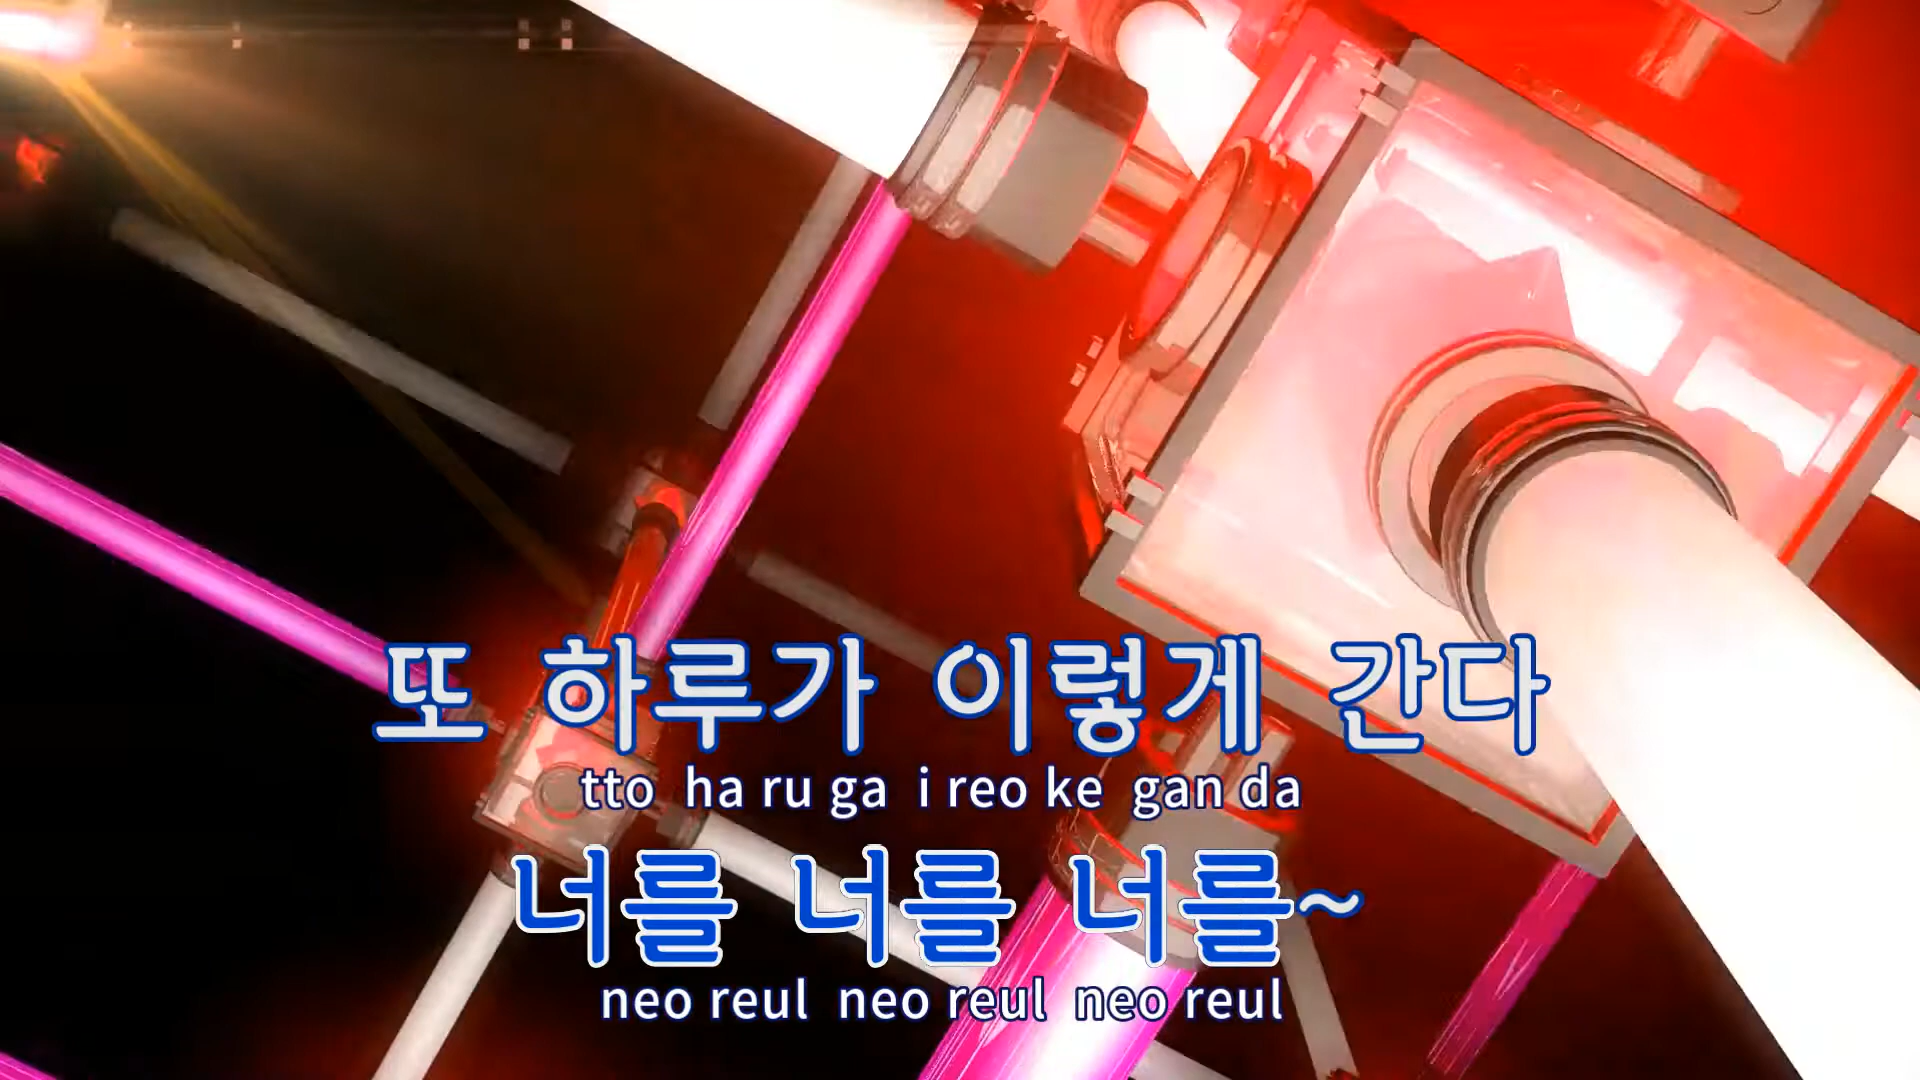 또 하루가 이렇게 간다
tto ha ru ga i reo ke gan da
너를 너를 너를~
neo reul neo reul neo reul